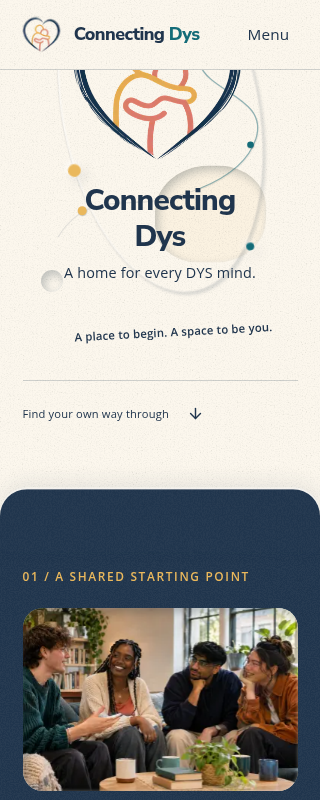 Connecting Dys
Menu
Connecting
Dys
A home for every DYS mind.
A place to begin. A space to be you.
Find your own way through
01 / A SHARED STARTING POINT